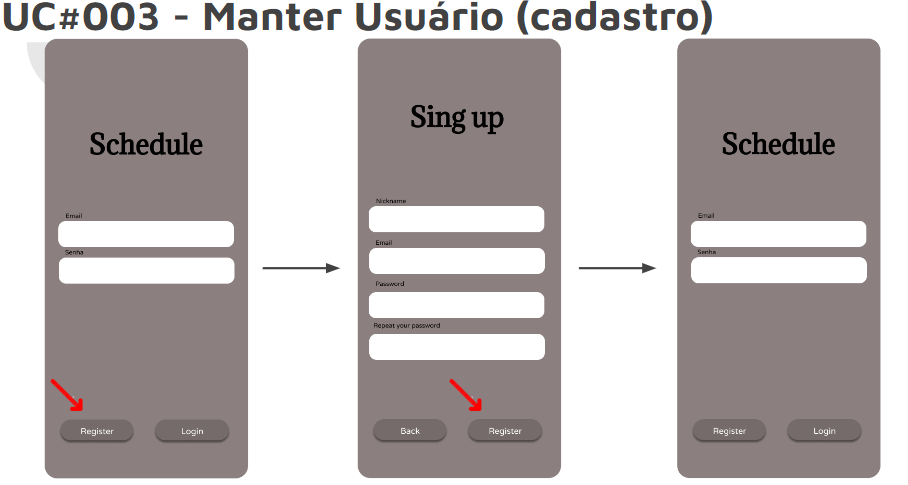 UC#003 - Manter Usuário (cadastro)
Schedule
Email
Senha
Register
Login
Sing up
Nickname
Email
Password
Repeat your password
Back
Register
Schedule
Email
Senha
Register
Login